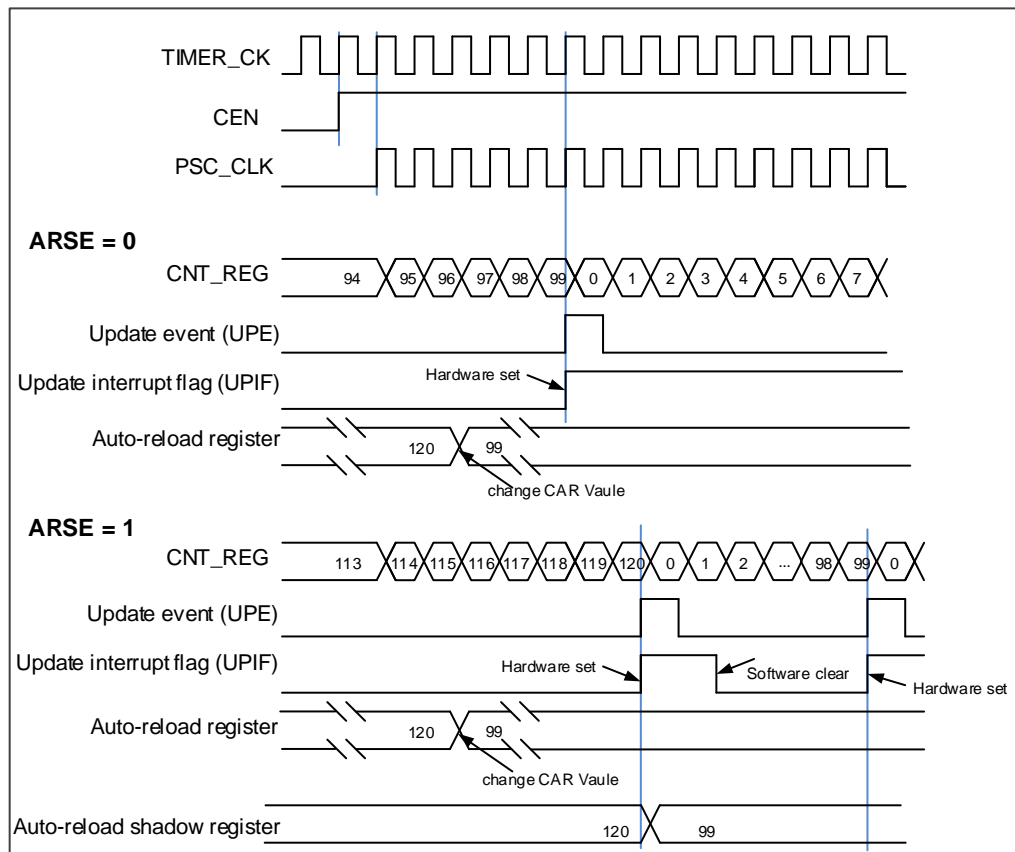 TIMER_CK
CEN
PSC_CLK
ARSE = 0
CNT_REG 94 95 96 97 98 99 0 1 2 3 4 5 6 7
Update event (UPE)
Update interrupt flag (UPIF) Hardware set
Auto-reload register 120 99
change CAR Vaule
ARSE = 1
CNT_REG 113 114 115 116 117 118 119 120 0 1 2 ... 98 99 0
Update event (UPE)
Update interrupt flag (UPIF) Hardware set Software clear Hardware set
Auto-reload register 120 99
change CAR Vaule
Auto-reload shadow register 120 99